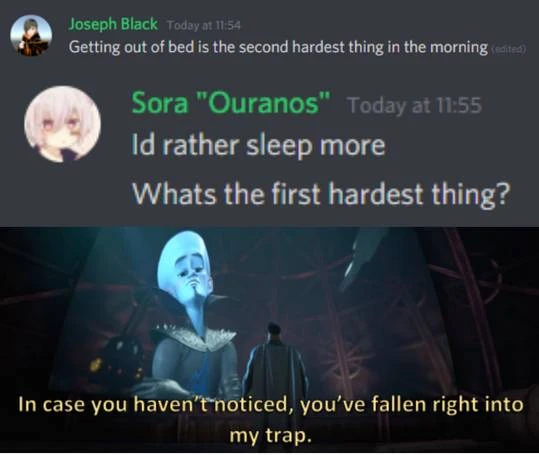 Joseph Black Today at 11:54
Getting out of bed is the second hardest thing in the morning (edited)
Sora "Ouranos" Today at 11:55
Id rather sleep more
Whats the first hardest thing?
In case you haven't noticed, you've fallen right into
my trap.